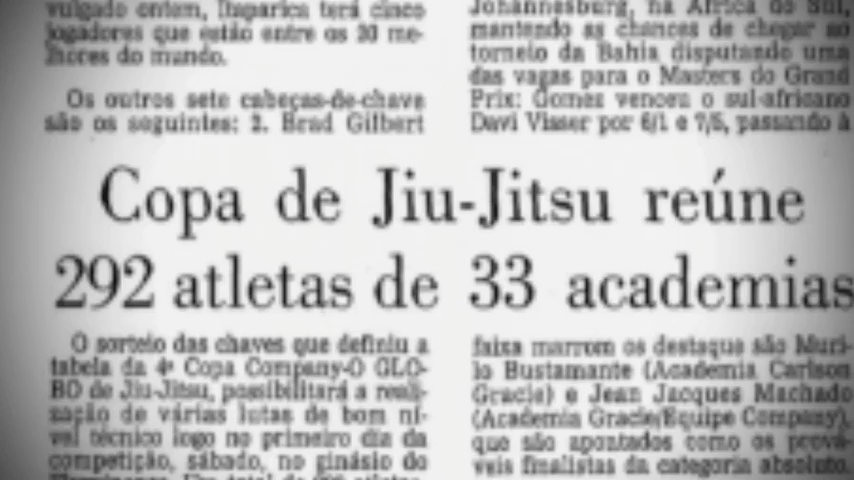 vulgado ontem, Itaparica terá cinco
jogadores que estão entre os 20 me-
lhores do mundo.
Os outros sete cabeças-de-chave
são os seguintes: 2. Brad Gilbert
Johannesburg, na África do Sul,
mantendo as chances de chegar ao
torneio da Bahia disputando uma
das vagas para o Masters do Grand
Prix: Gomez venceu o sul-africano
Davi Visser por 6/1 e 7/5, passando à
Copa de Jiu-Jitsu reúne
292 atletas de 33 academias
O sorteio das chaves que definiu a
tabela da 4ª Copa Company-O GLO-
BO de Jiu-Jitsu, possibilitará a reali-
zação de várias lutas de bom ní-
vel técnico logo no primeiro dia da
competição, sábado, no ginásio do
faixa marrom os destaque são Muri-
lo Bustamante (Academia Carlson
Gracie) e Jean Jacques Machado
(Academia Gracie/Equipe Company),
que são apontados como os prová-
veis finalistas da categoria absoluto.